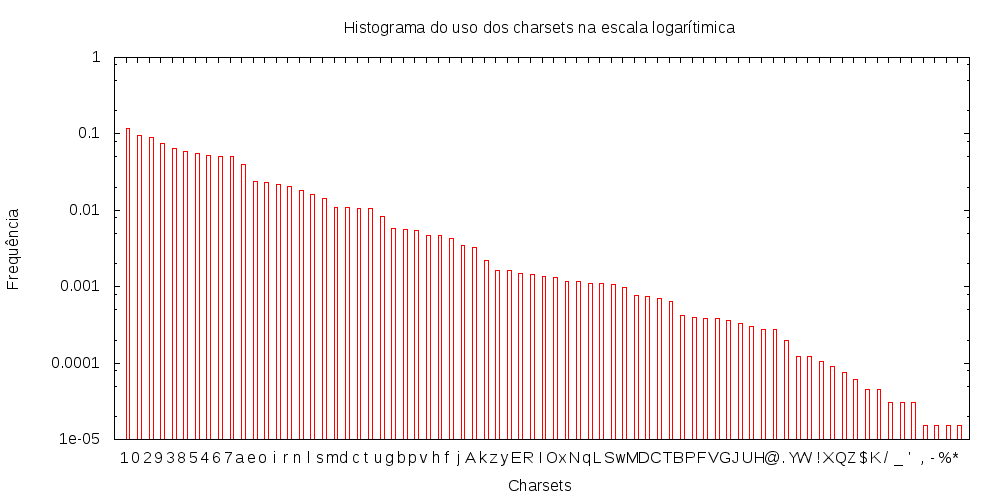 Histograma do uso dos charsets na escala logarítimica
1
0.1
0.01
0.001
0.0001
1e-05
Frequência
1 0 2 9 3 8 5 4 6 7 a e o i r n l s m d c t u g b p v h f j A k z y E R I O x N q L S w M D C T B P F V G J U H @ . Y W ! X Q Z $ K / _ ' , - % *
Charsets